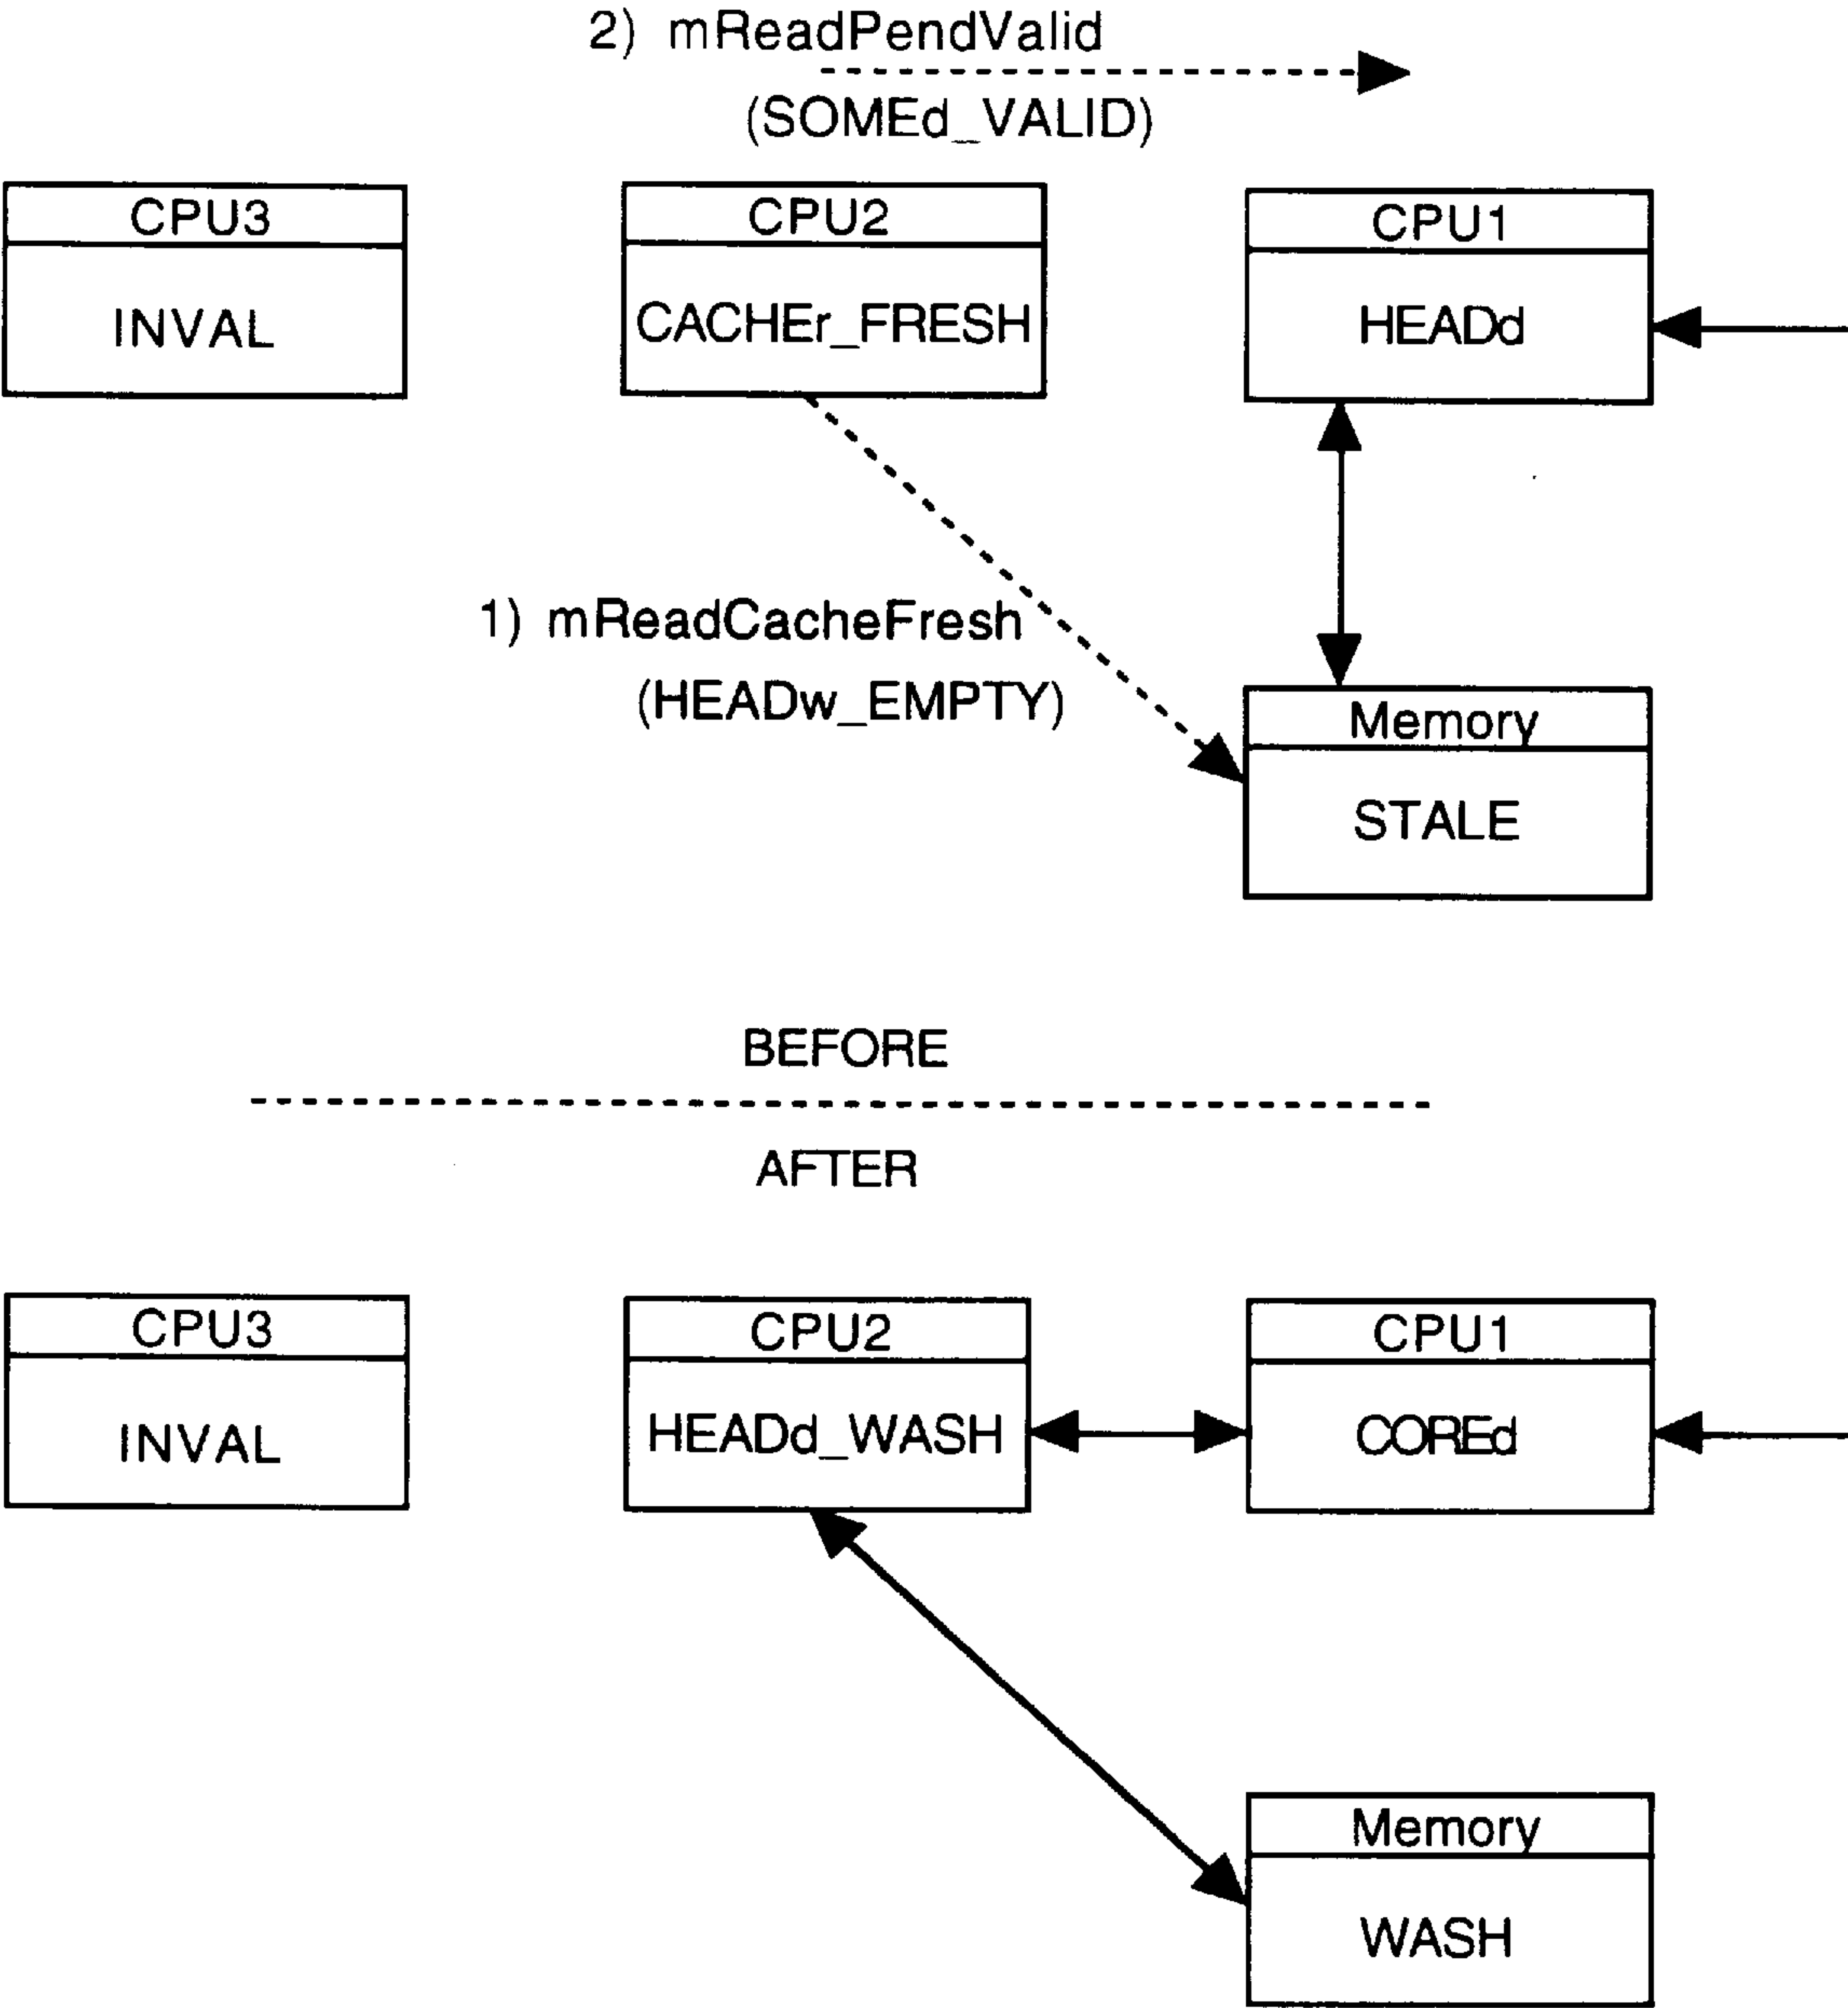 2) mReadPendValid
(SOMEd_VALID)
CPU3
CPU2
CPU1
INVAL
CACHEr_FRESH
HEADd
1) mReadCacheFresh
(HEADw_EMPTY)
Memory
STALE
BEFORE
AFTER
CPU3
CPU2
CPU1
INVAL
HEADd_WASH
COREd
Memory
WASH